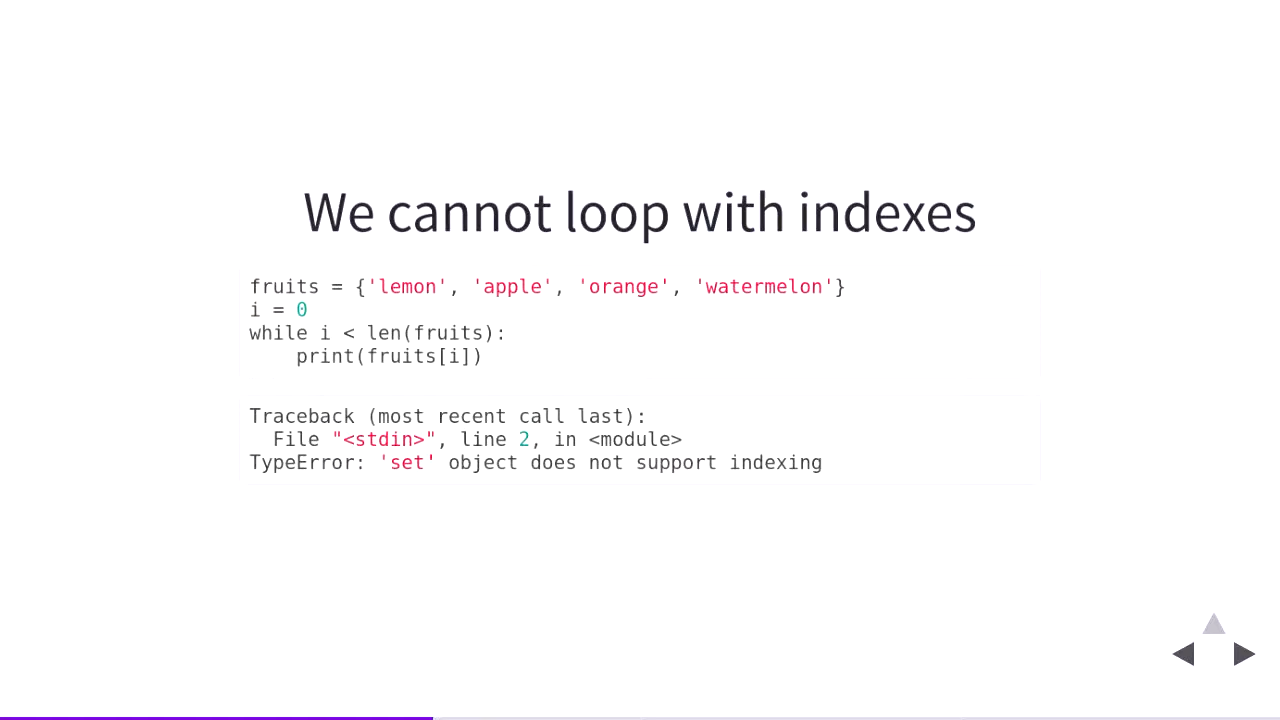 We cannot loop with indexes
fruits = {'lemon', 'apple', 'orange', 'watermelon'}
i = 0
while i < len(fruits):
    print(fruits[i])
Traceback (most recent call last):
  File "<stdin>", line 2, in <module>
TypeError: 'set' object does not support indexing